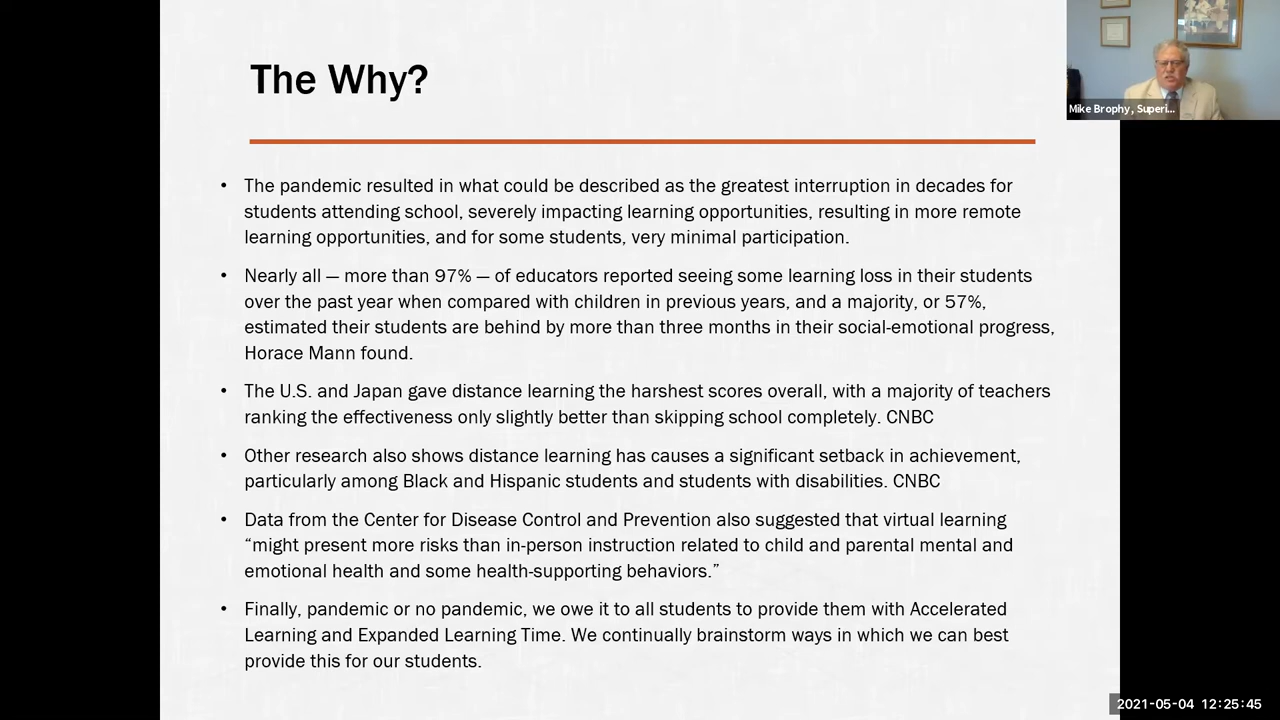 The Why?
Mike Brophy, Superi...
• The pandemic resulted in what could be described as the greatest interruption in decades for
students attending school, severely impacting learning opportunities, resulting in more remote
learning opportunities, and for some students, very minimal participation.
• Nearly all — more than 97% — of educators reported seeing some learning loss in their students
over the past year when compared with children in previous years, and a majority, or 57%,
estimated their students are behind by more than three months in their social-emotional progress,
Horace Mann found.
• The U.S. and Japan gave distance learning the harshest scores overall, with a majority of teachers
ranking the effectiveness only slightly better than skipping school completely. CNBC
• Other research also shows distance learning has causes a significant setback in achievement,
particularly among Black and Hispanic students and students with disabilities. CNBC
• Data from the Center for Disease Control and Prevention also suggested that virtual learning
“might present more risks than in-person instruction related to child and parental mental and
emotional health and some health-supporting behaviors.”
• Finally, pandemic or no pandemic, we owe it to all students to provide them with Accelerated
Learning and Expanded Learning Time. We continually brainstorm ways in which we can best
provide this for our students.
2021-05-04 12:25:45